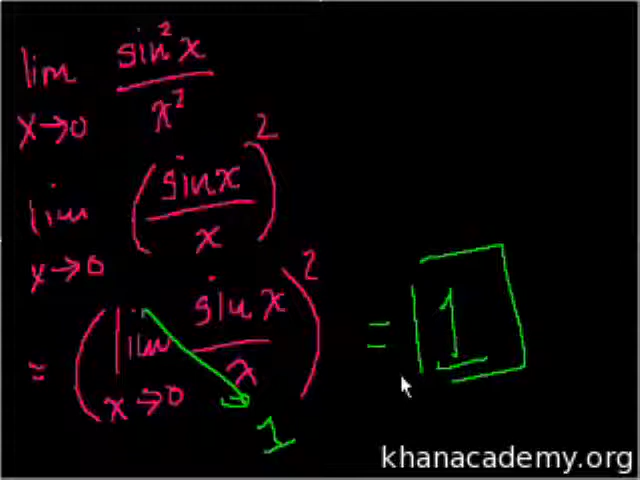 lim sin²x / x²
x→0
lim (sinx / x)²
x→0
= (lim sin x / x)² = 1
x→0
1
khanacademy.org